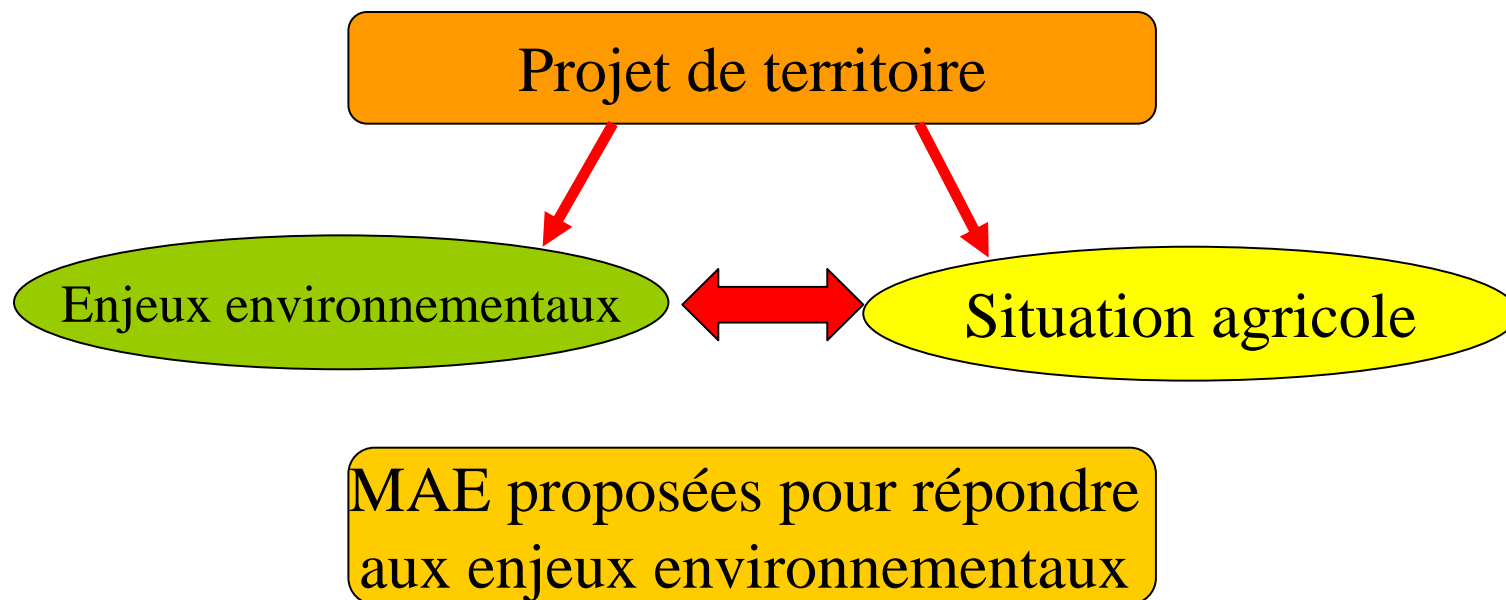 Projet de territoire
Enjeux environnementaux
Situation agricole
MAE proposées pour répondre
aux enjeux environnementaux